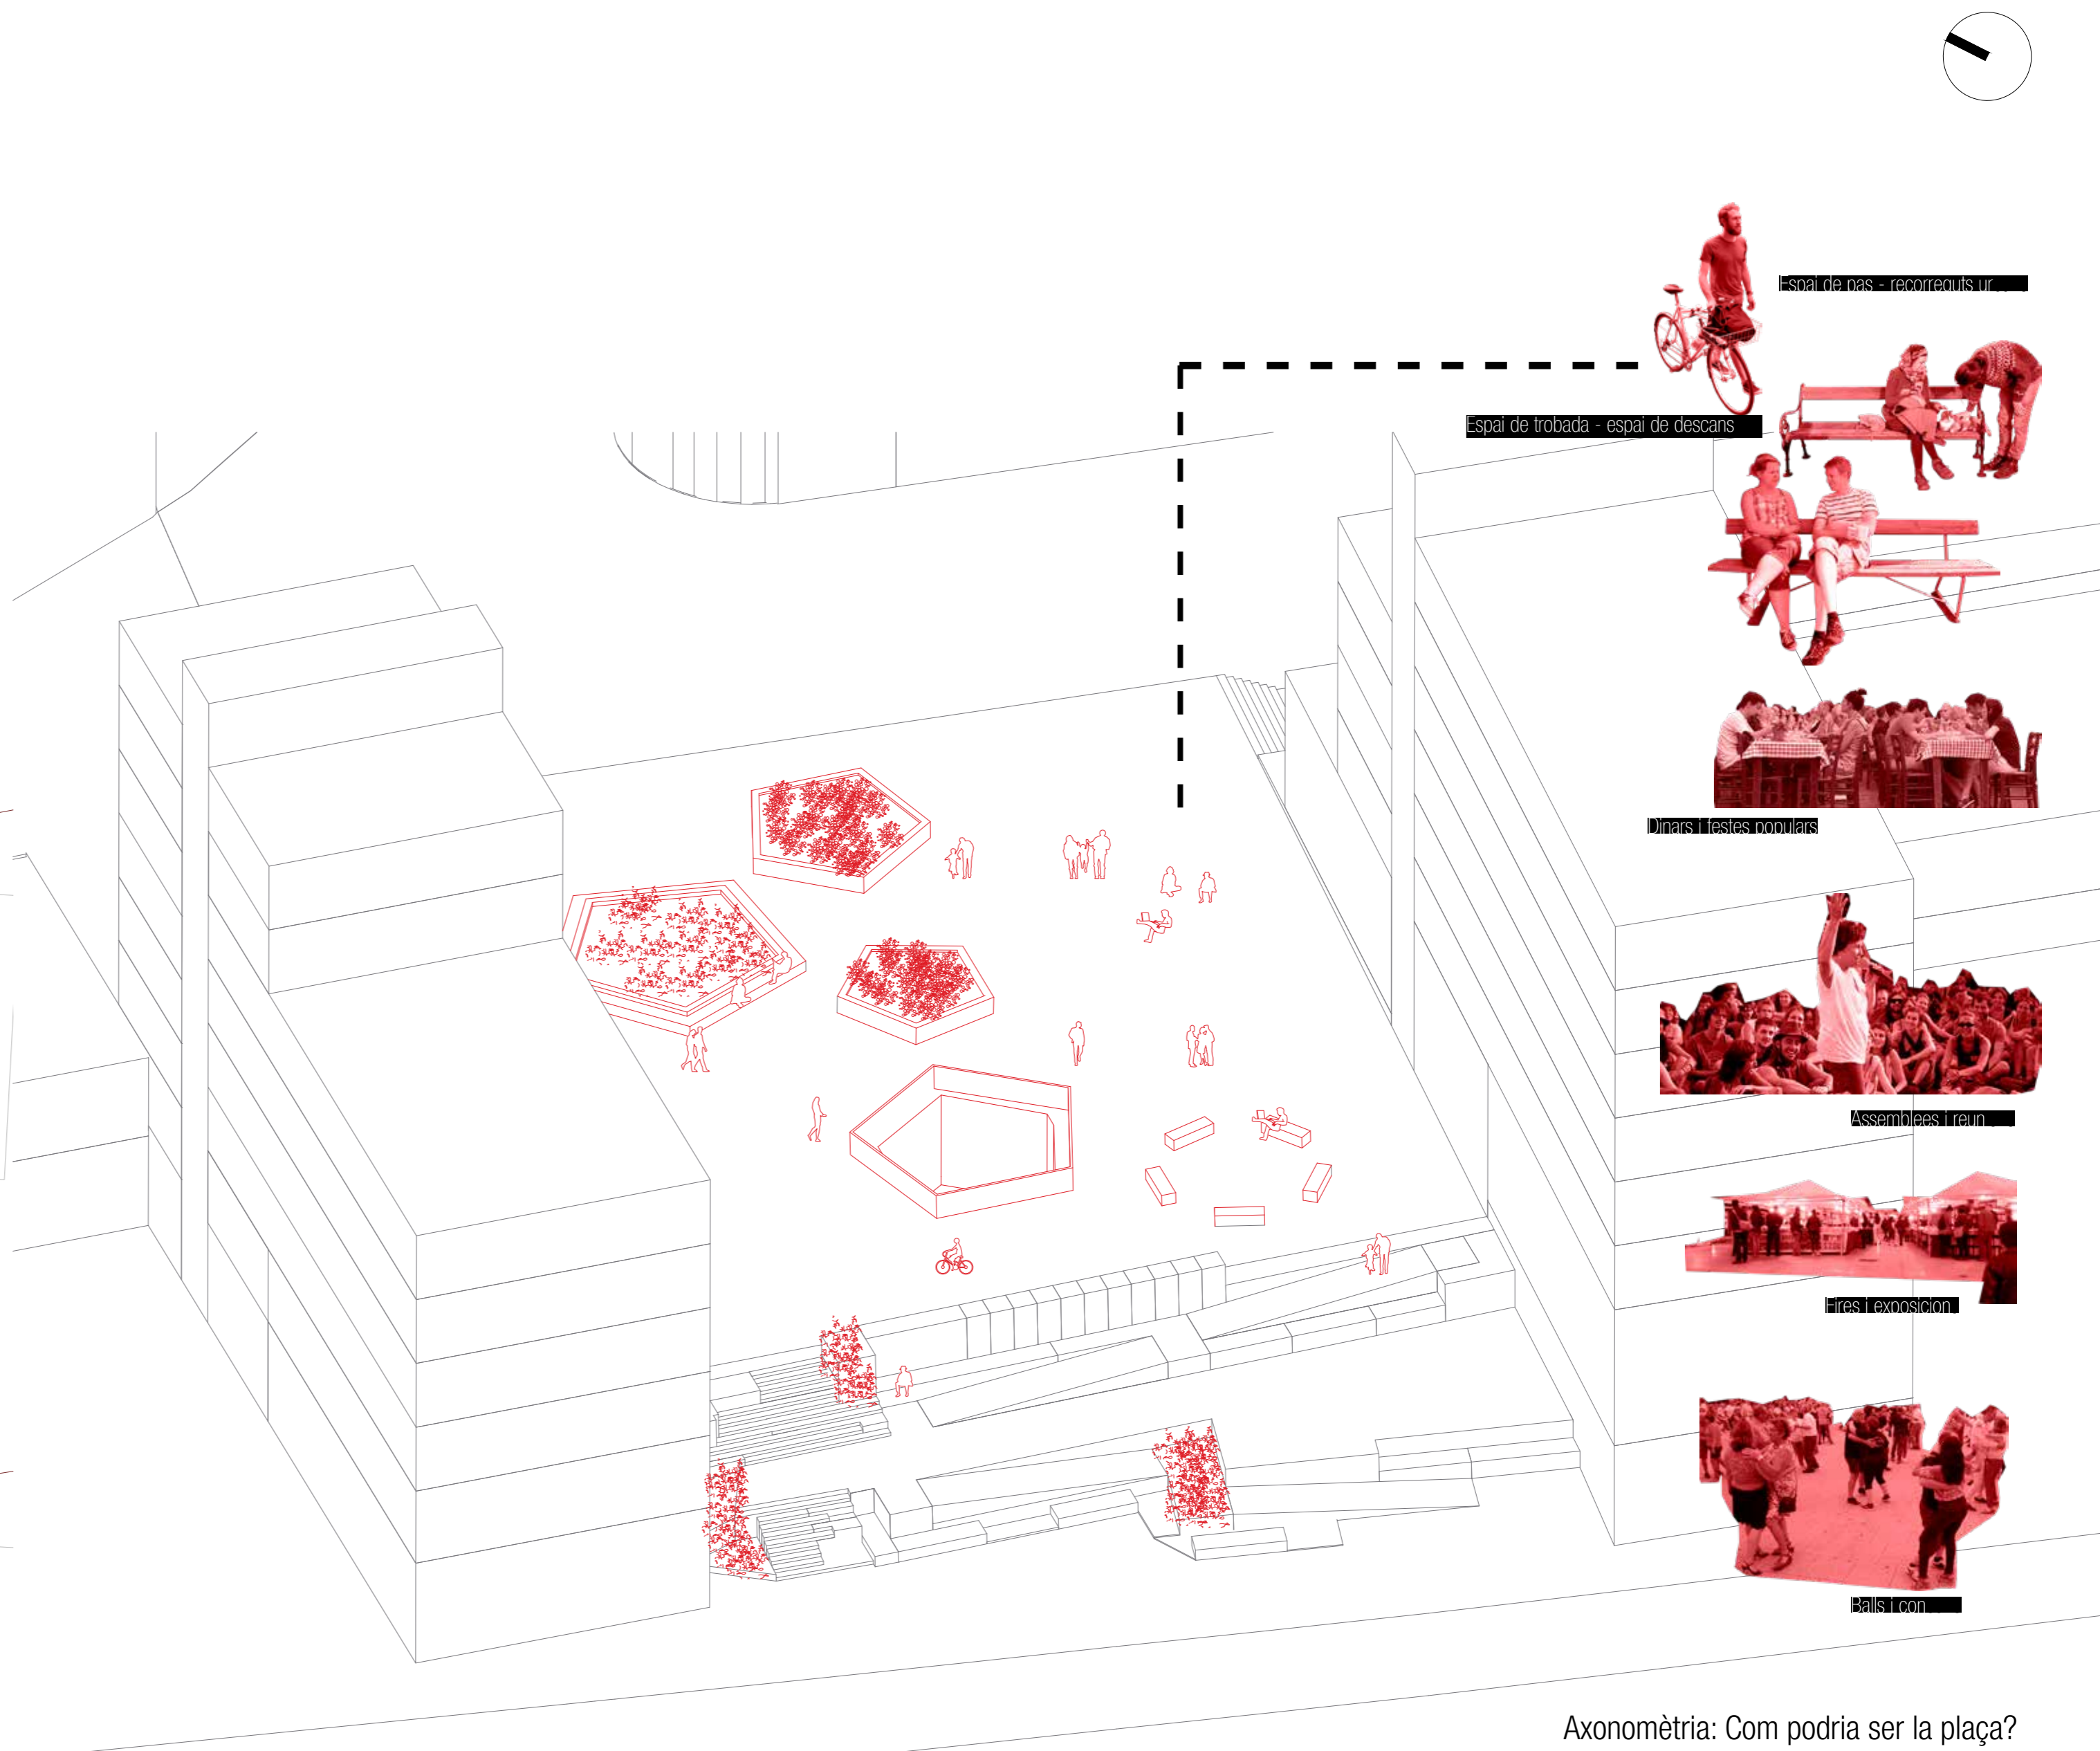 Espai de pas - recorreguts ur
Espai de trobada - espai de descans
Dinars i festes populars
Assemblees i reun
Fires i exposicion
Balls i con
Axonomètria: Com podria ser la plaça?